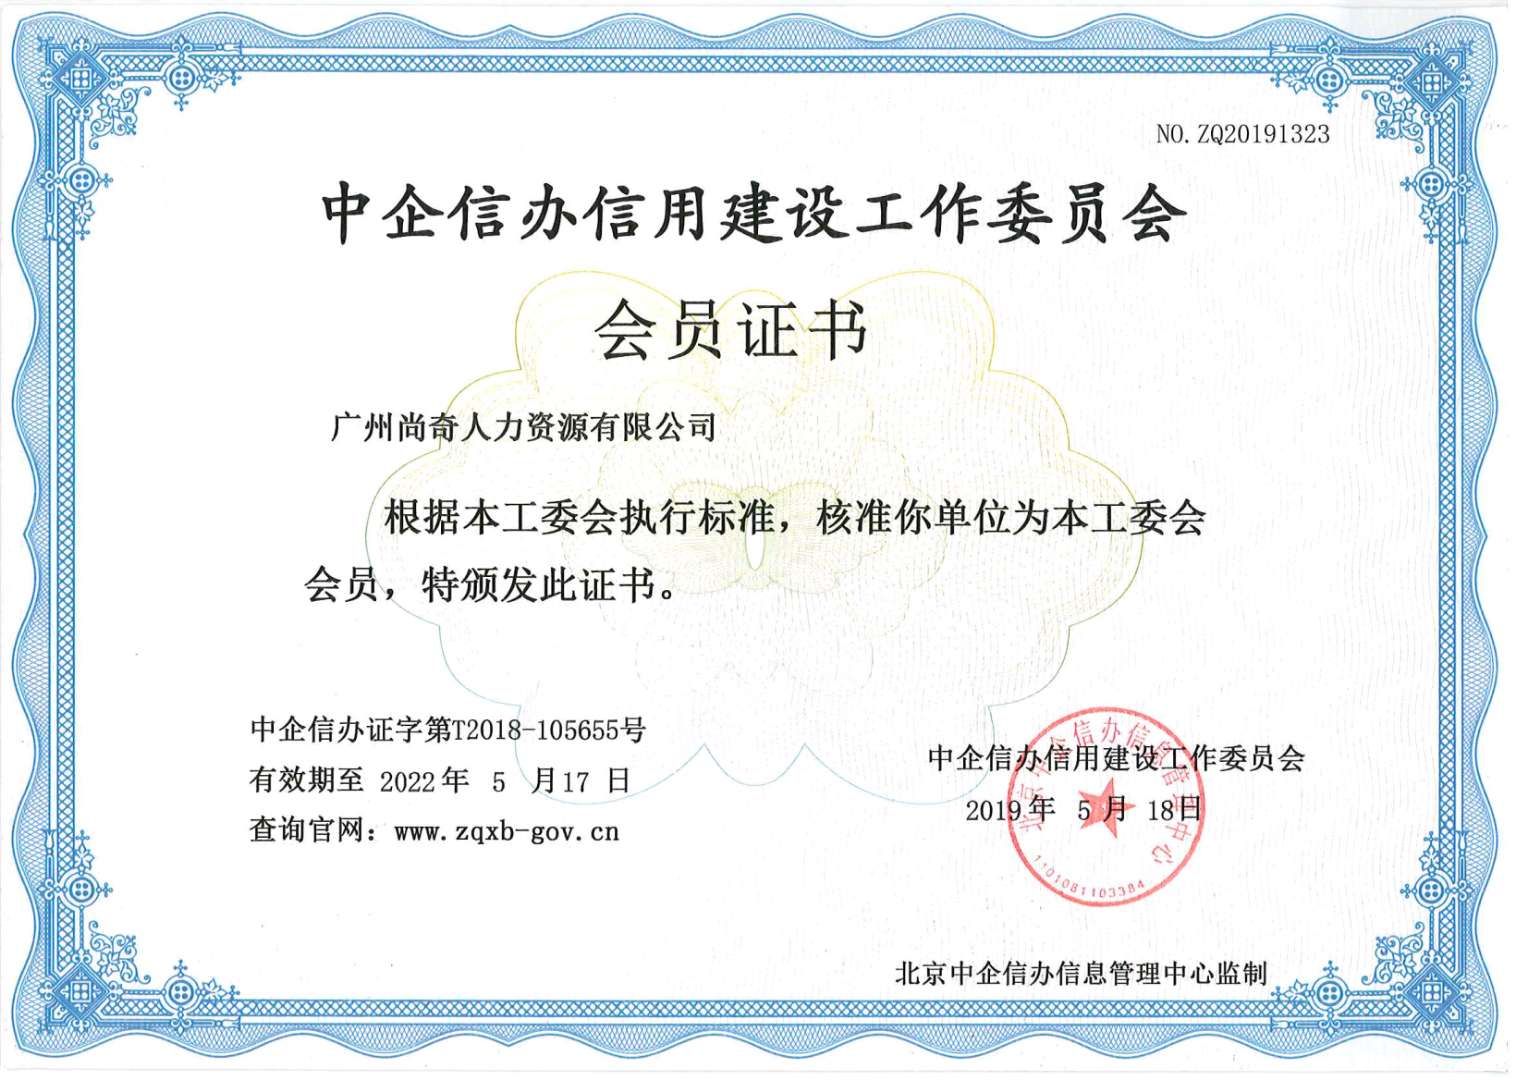 NO. ZQ20191323
中企信办信用建设工作委员会
会员证书
广州尚奇人力资源有限公司
根据本工委会执行标准，核准你单位为本工委会
会员，特颁发此证书。
中企信办证字第T2018-105655号
有效期至 2022年 5 月17 日
查询官网：www.zqxb-gov.cn
中企信办信用建设工作委员会
2019年 5月 18日
北京中企信办信息管理中心
1101081103384
北京中企信办信息管理中心监制